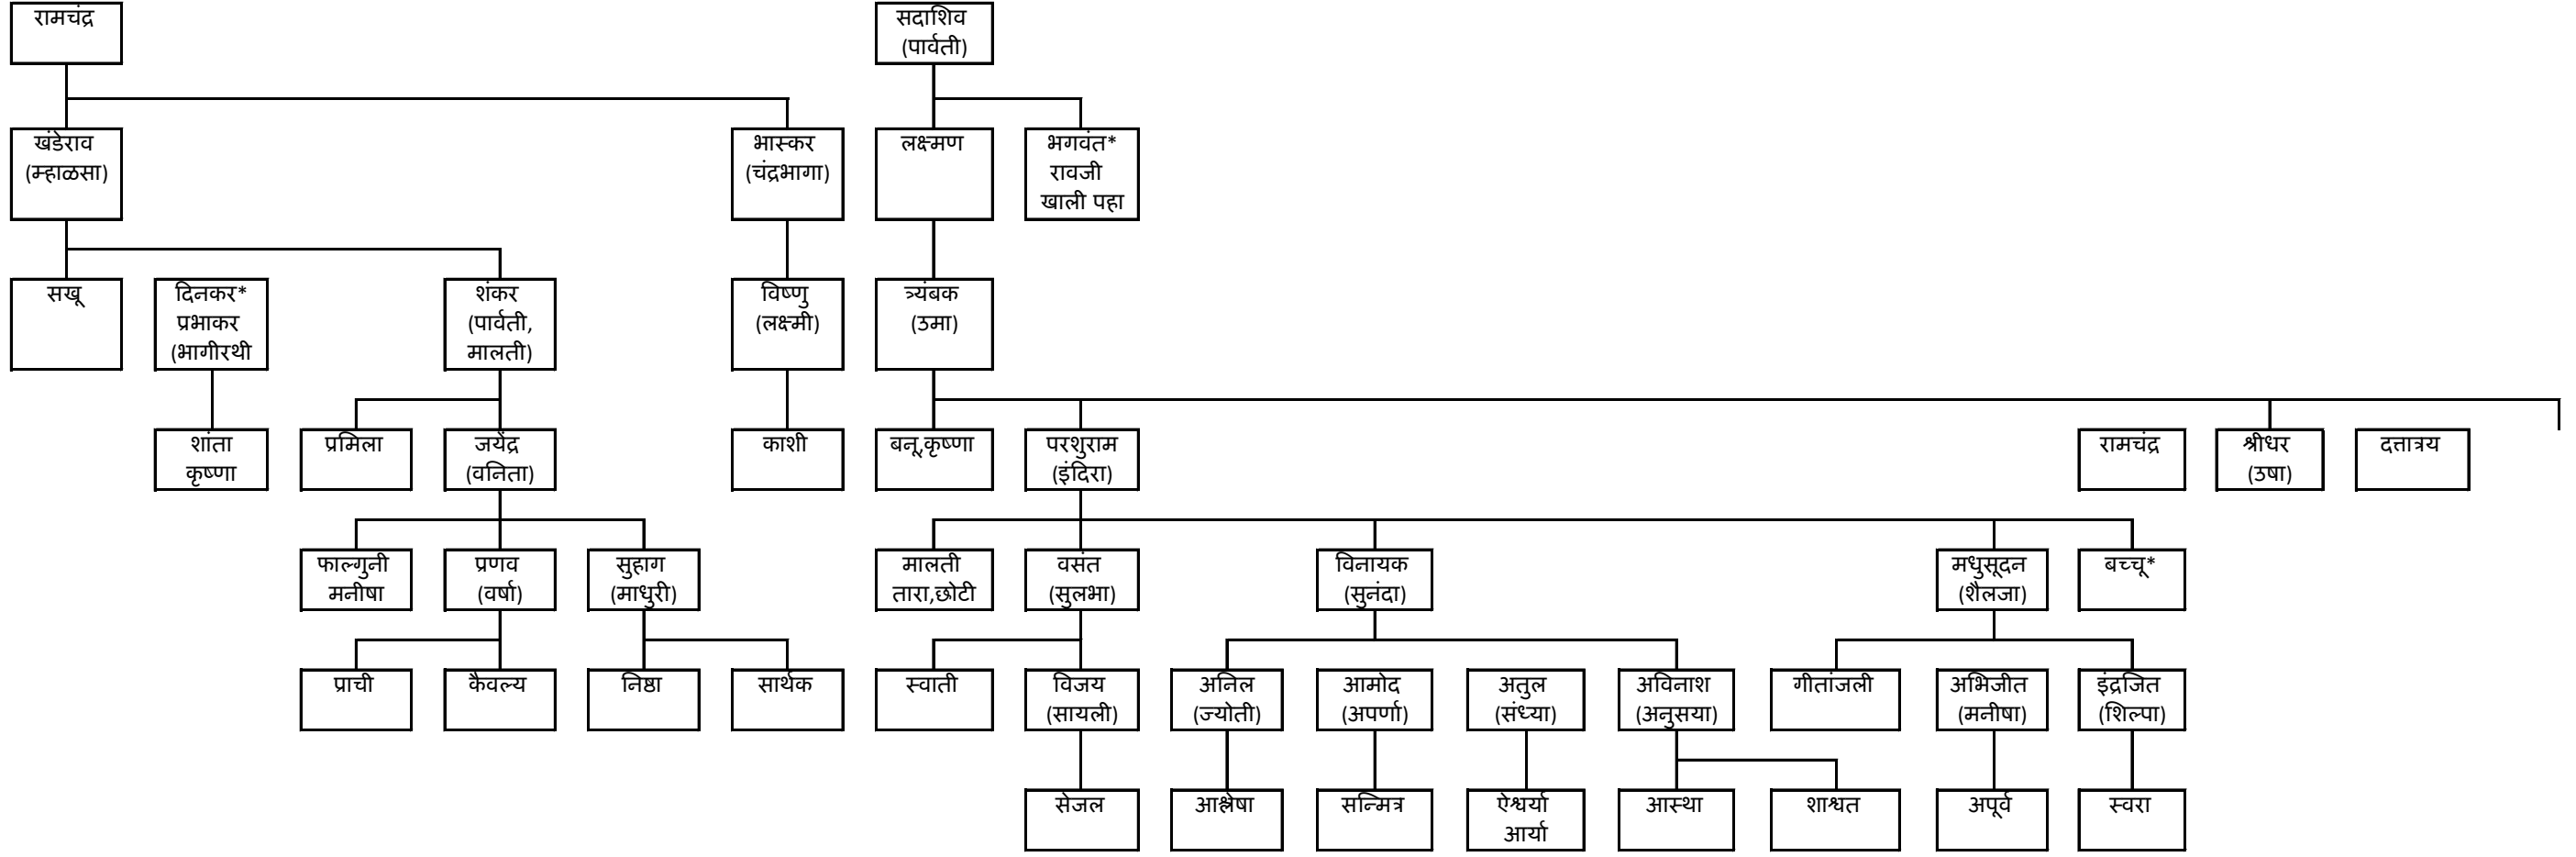 रामचंद्र
सदाशिव
(पार्वती)
खंडेराव
(म्हाळसा)
भास्कर
(चंद्रभागा)
लक्ष्मण
भगवंत*
रावजी
खाली पहा
सखू
दिनकर*
प्रभाकर
(भागीरथी
शंकर
(पार्वती,
मालती)
विष्णु
(लक्ष्मी)
त्र्यंबक
(उमा)
शांता
कृष्णा
प्रमिला
जयेंद्र
(वनिता)
काशी
बनू,कृष्णा
परशुराम
(इंदिरा)
रामचंद्र
श्रीधर
(उषा)
दत्तात्रय
फाल्गुनी
मनीषा
प्रणव
(वर्षा)
सुहाग
(माधुरी)
मालती
तारा,छोटी
वसंत
(सुलभा)
विनायक
(सुनंदा)
मधुसूदन
(शैलजा)
बच्चू*
प्राची
कैवल्य
निष्ठा
सार्थक
स्वाती
विजय
(सायली)
अनिल
(ज्योती)
आमोद
(अपर्णा)
अतुल
(संध्या)
अविनाश
(अनुसया)
गीतांजली
अभिजीत
(मनीषा)
इंद्रजित
(शिल्पा)
सेजल
आश्लेषा
सन्मित्र
ऐश्वर्या
आर्या
आस्था
शाश्वत
अपूर्व
स्वरा